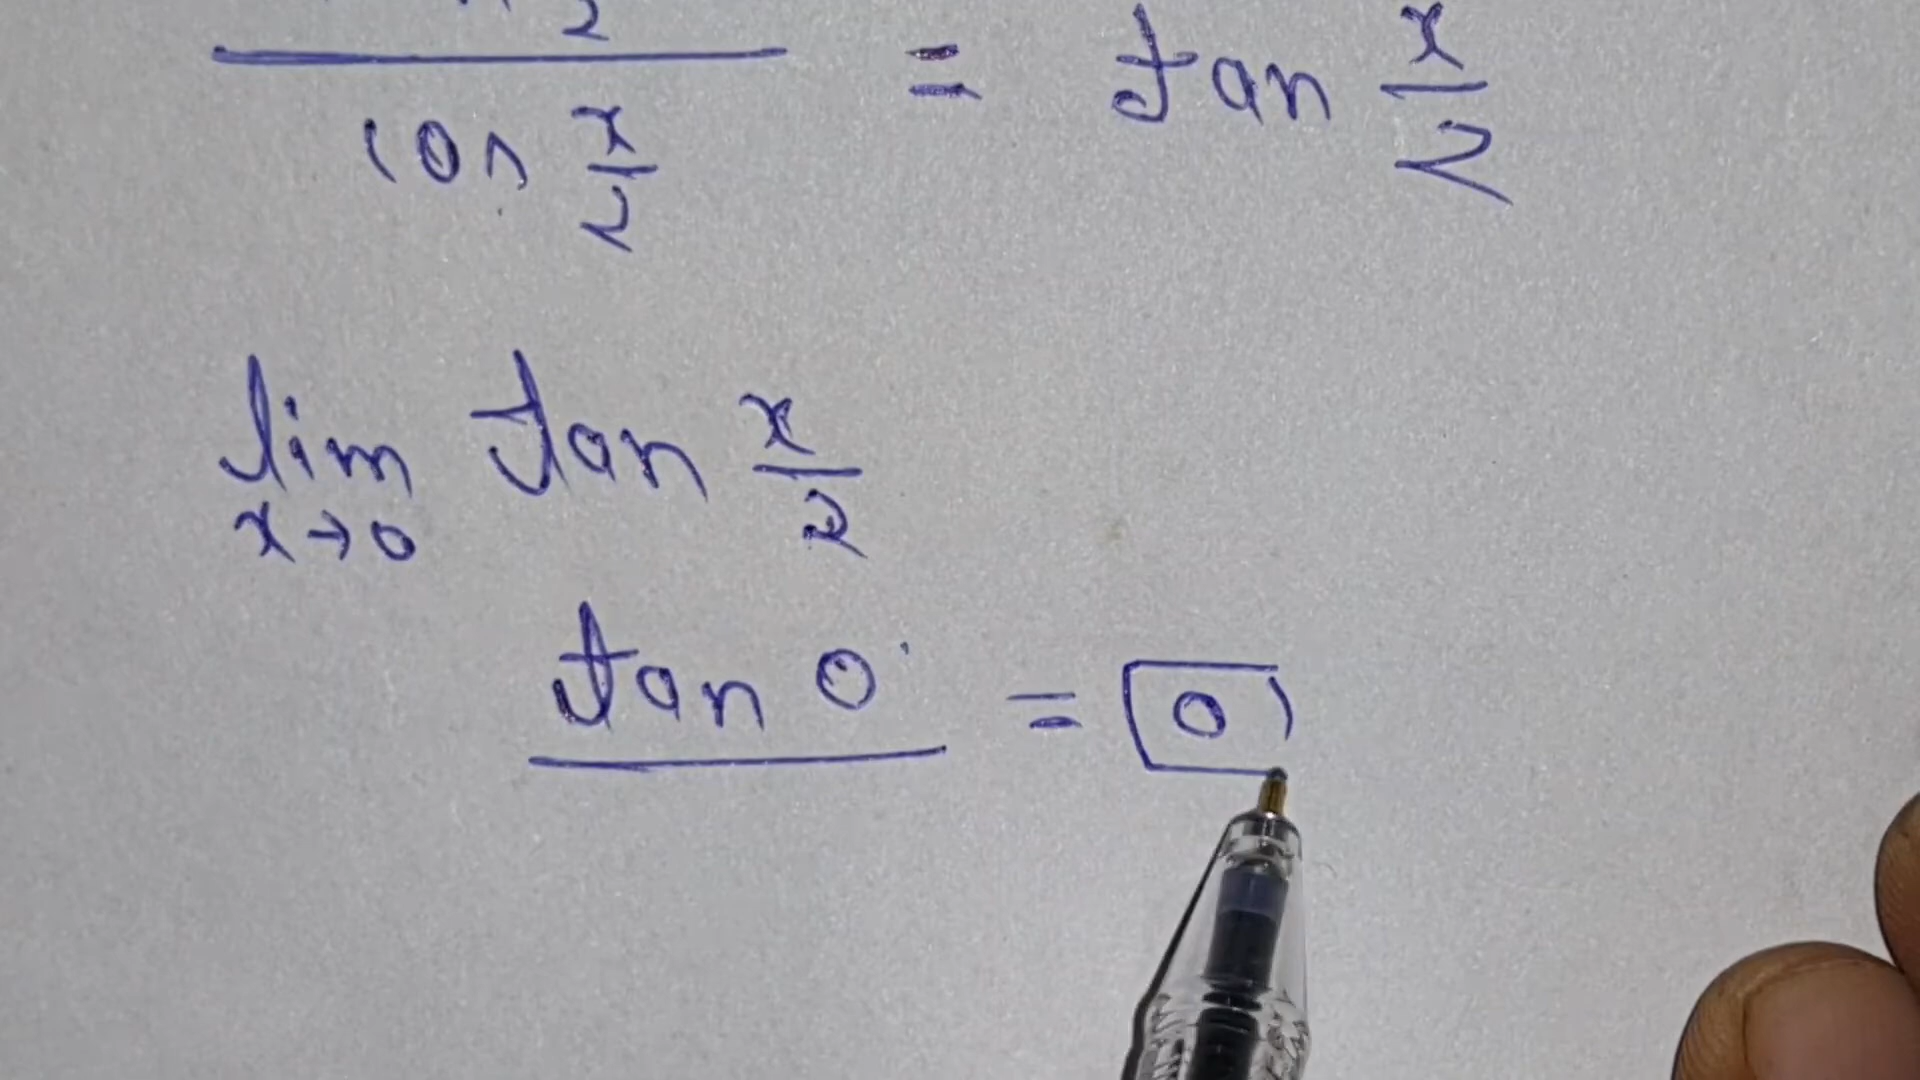 2
= tan x/2
cos x/2
lim tan x/2
x→0
tan 0 = 0